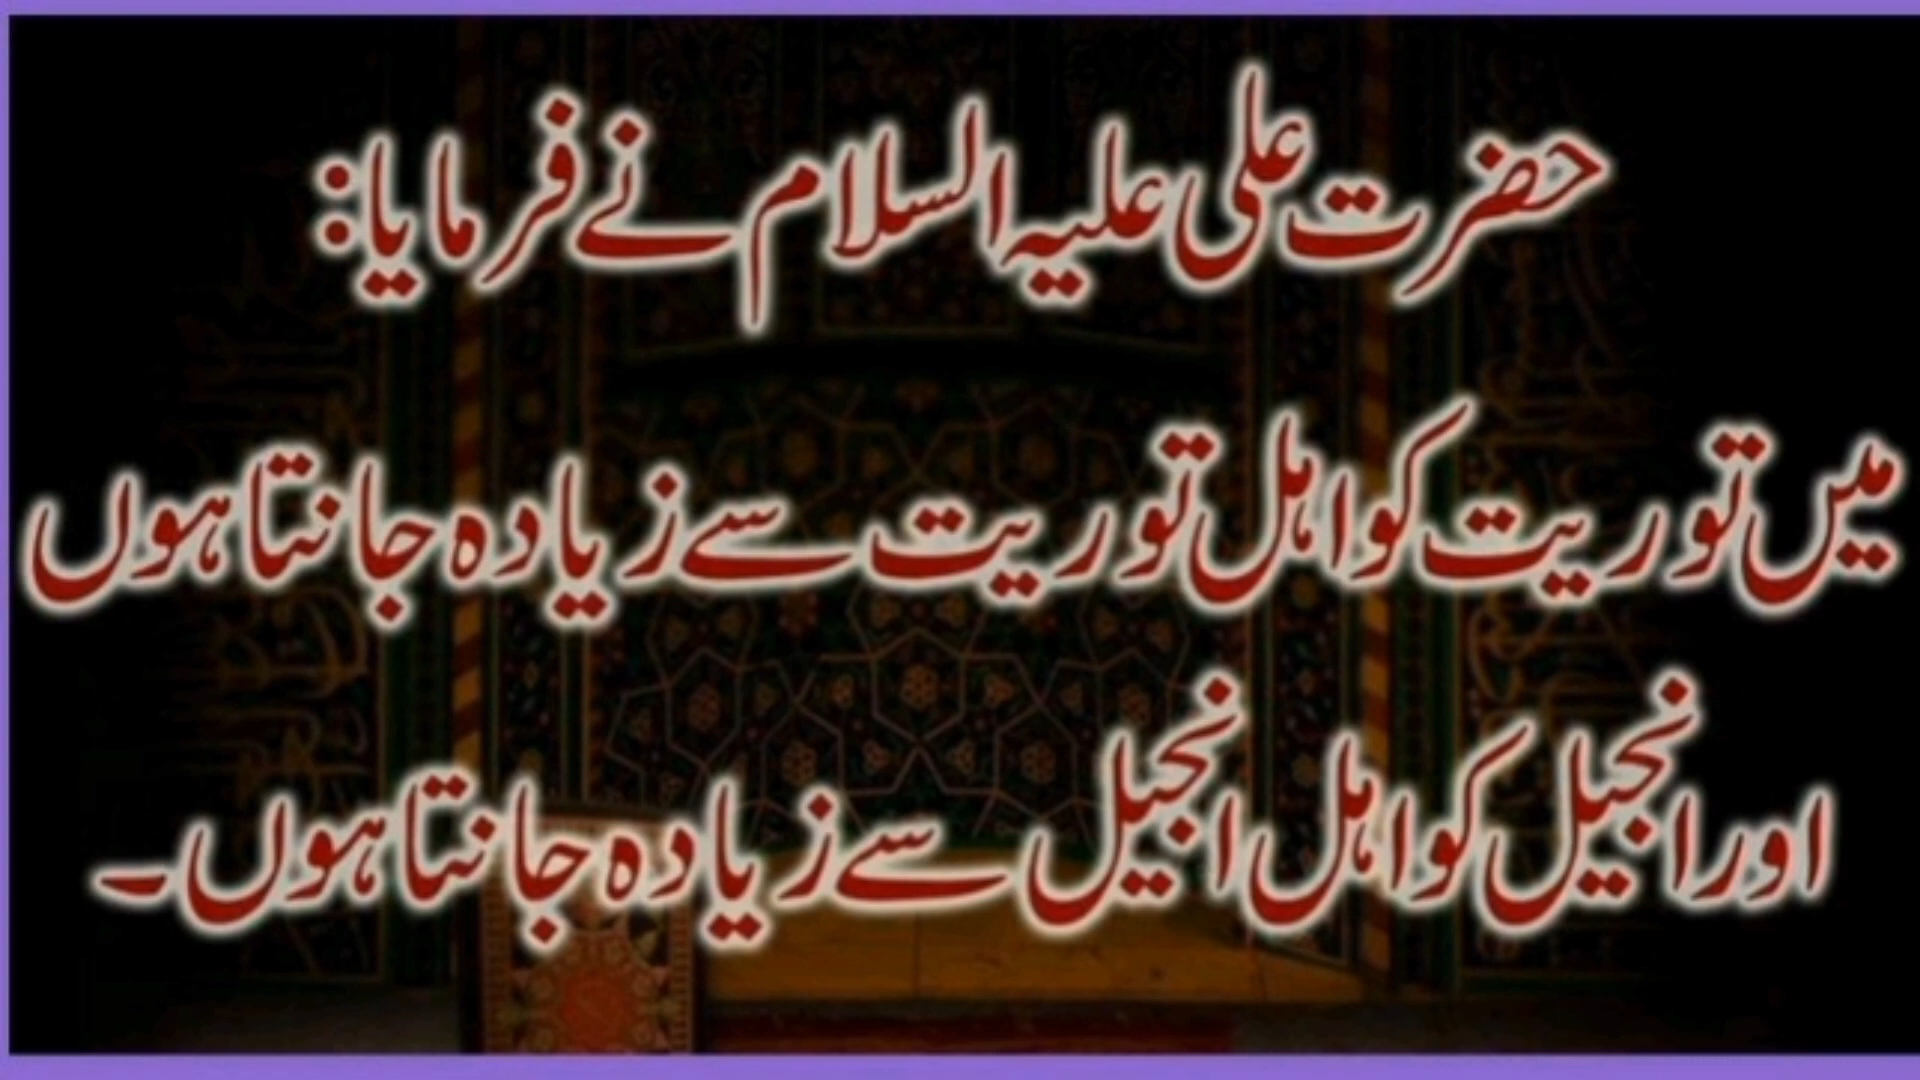 حضرت علی علیہ السلام نے فرمایا:
میں توریت کو اہل توریت سے زیادہ جانتا ہوں
اور انجیل کو اہل انجیل سے زیادہ جانتا ہوں۔